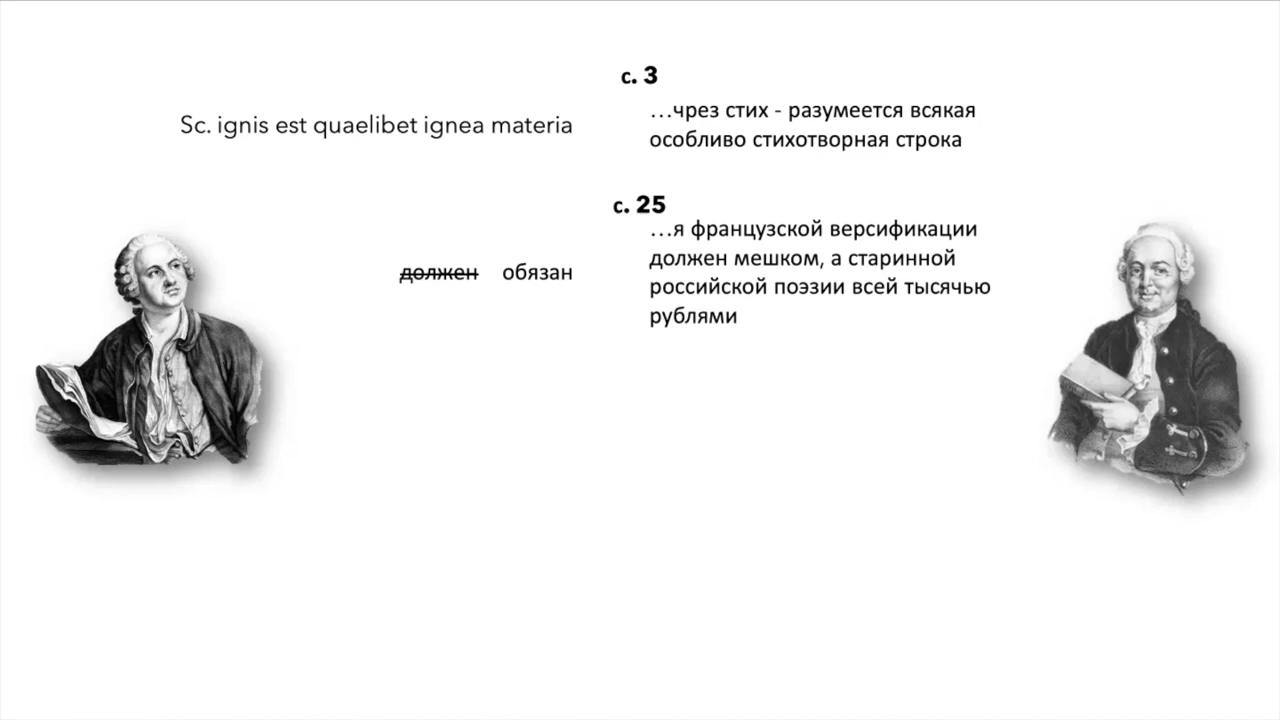 с. 3
Sc. ignis est quaelibet ignea materia
…чрез стих - разумеется всякая
особливо стихотворная строка
с. 25
должен обязан
…я французской версификации
должен мешком, а старинной
российской поэзии всей тысячью
рублями